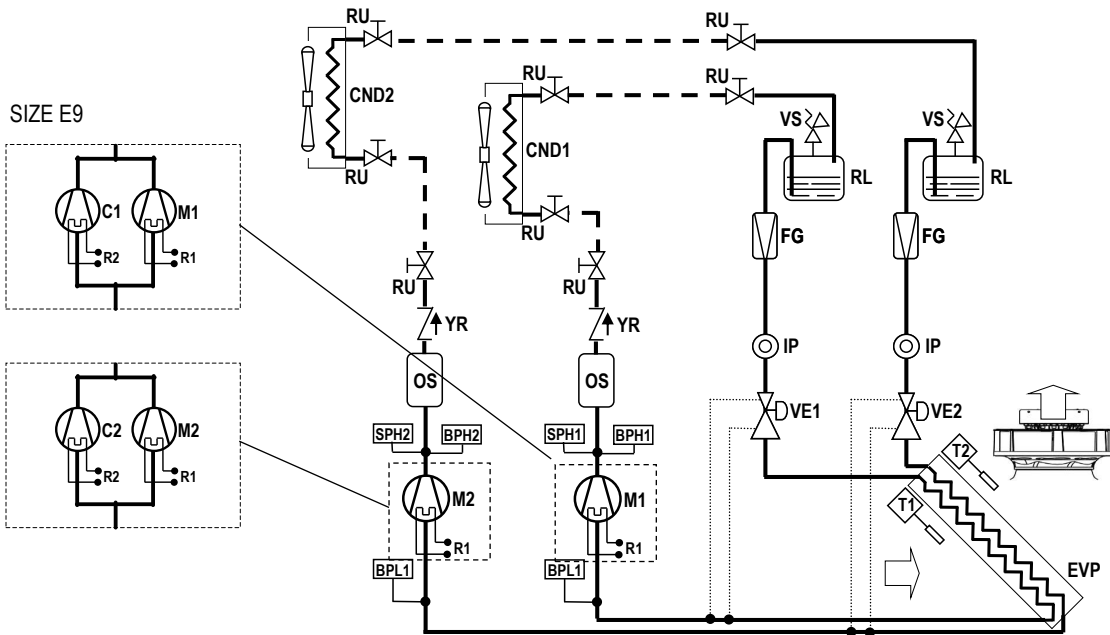 RU
RU
CND2
RU
RU
SIZE E9
CND1
VS
VS
RU
RL
RL
C1
M1
RU
FG
FG
R2
R1
RU
RU
YR
YR
IP
IP
OS
OS
VE1
VE2
C2
M2
SPH2
BPH2
SPH1
BPH1
T2
R2
R1
M2
M1
T1
R1
R1
BPL1
BPL1
EVP